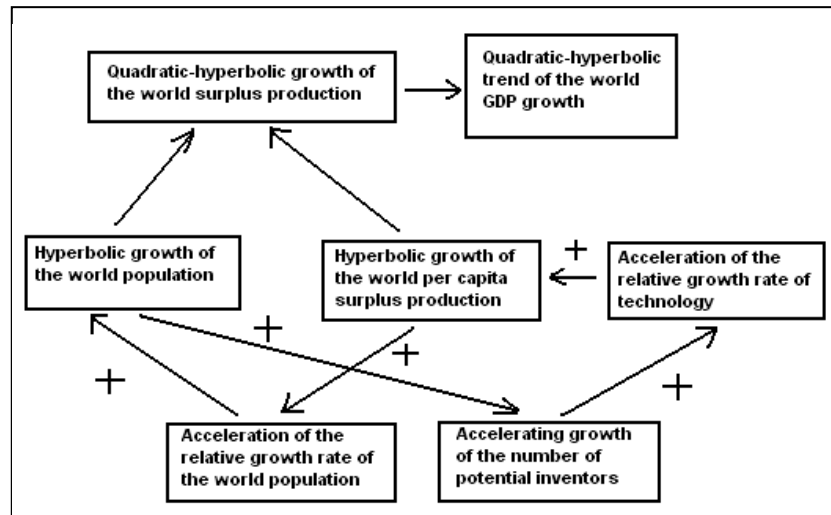 Quadratic-hyperbolic growth of
the world surplus production
Quadratic-hyperbolic
trend of the world
GDP growth
Hyperbolic growth of
the world population
Hyperbolic growth of
the world per capita
surplus production
+
Acceleration of the
relative growth rate of
technology
+
+
+
+
Acceleration of the
relative growth rate of
the world population
Accelerating growth
of the number of
potential inventors